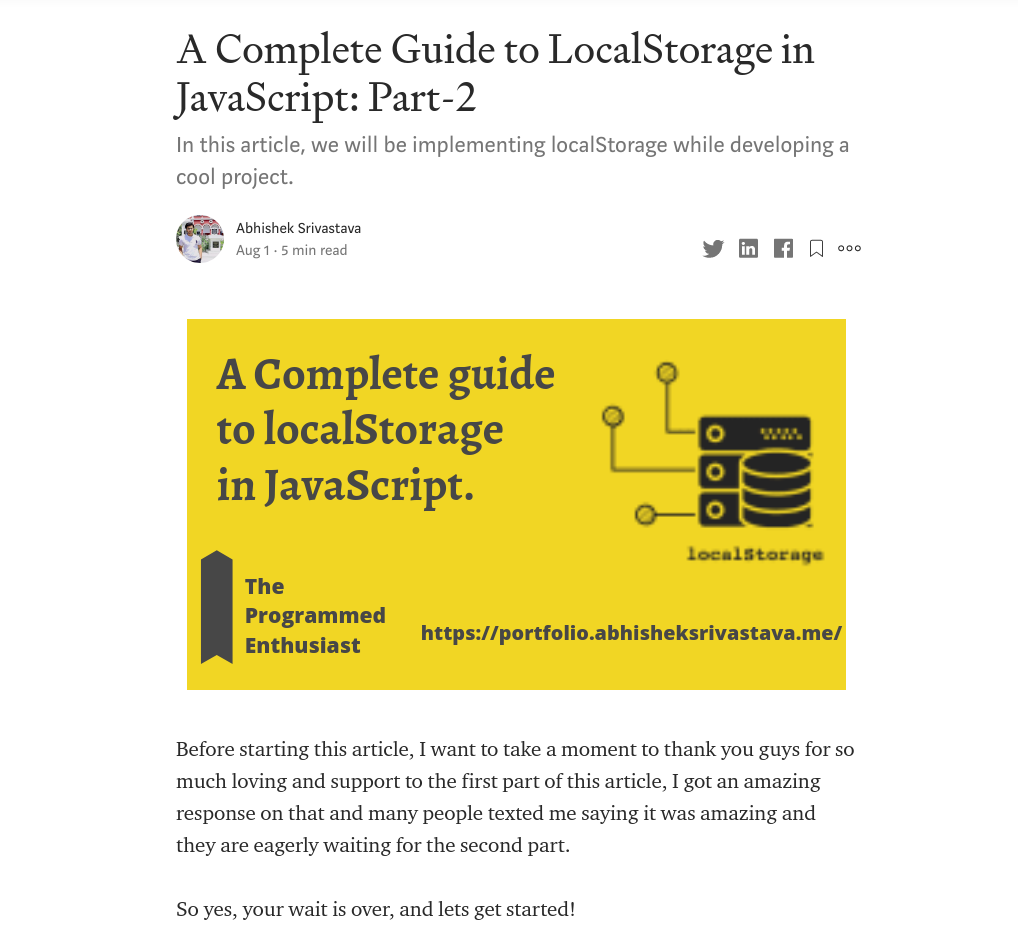 A Complete Guide to LocalStorage in
JavaScript: Part-2
In this article, we will be implementing localStorage while developing a
cool project.
Abhishek Srivastava
Aug 1 · 5 min read
A Complete guide
to localStorage
in JavaScript.
localStorage
The
Programmed
Enthusiast
https://portfolio.abhisheksrivastava.me/
Before starting this article, I want to take a moment to thank you guys for so
much loving and support to the first part of this article, I got an amazing
response on that and many people texted me saying it was amazing and
they are eagerly waiting for the second part.
So yes, your wait is over, and lets get started!